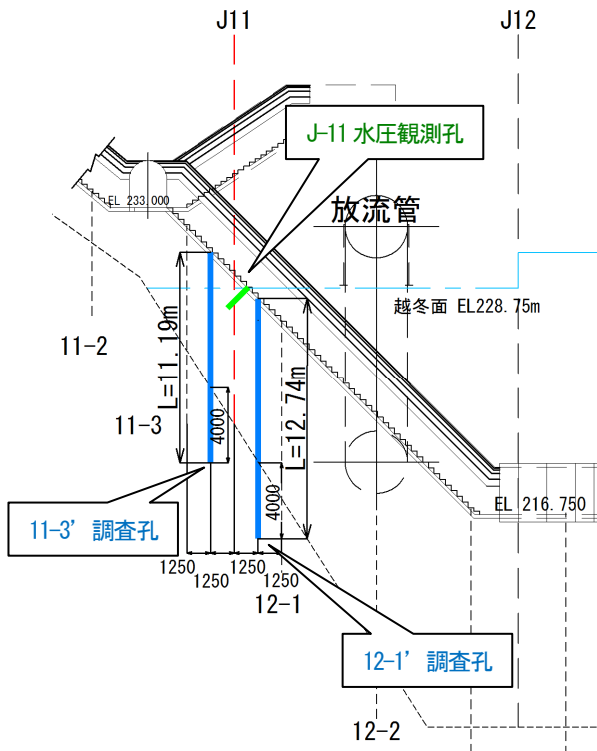 J11
J12
J-11 水圧観測孔
放流管
EL 233.000
越冬面 EL228.75m
11-2
L=11.19m
L=12.74m
11-3
4000
4000
EL 216.750
11-3’ 調査孔
1250
1250
1250
1250
12-1
12-1’ 調査孔
12-2